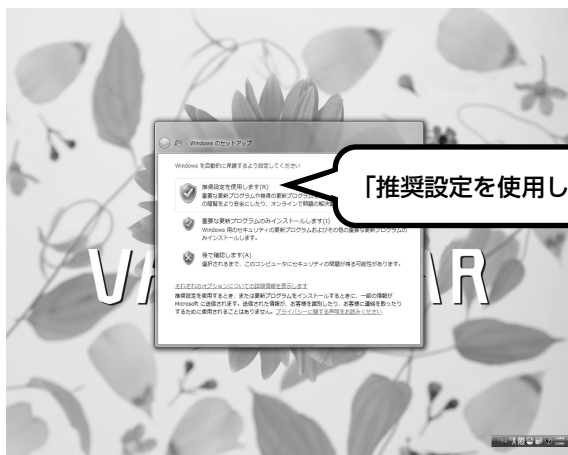 Windows のセットアップ
Windows を自動的に保護するよう設定してください
推奨設定を使用します(R)
重要な更新プログラムや推奨の更新プログラム
の閲覧をより安全にしたり、オンラインで問題の解決
重要な更新プログラムのみインストールします(I)
Windows 用のセキュリティの更新プログラムおよびその他の重要な更新プログラムの
みインストールします。
後で確認します(A)
選択されるまで、このコンピュータにセキュリティの問題が残る可能性があります。
それぞれのオプションについての詳細情報を表示します
推奨設定を使用するとき、または更新プログラムをインストールするときに、一部の情報が
Microsoft に送信されます。送信された情報が、お客様を識別したり、お客様に連絡を取ったり
するために使用されることはありません。プライバシーに関する声明をお読みください
「推奨設定を使用し